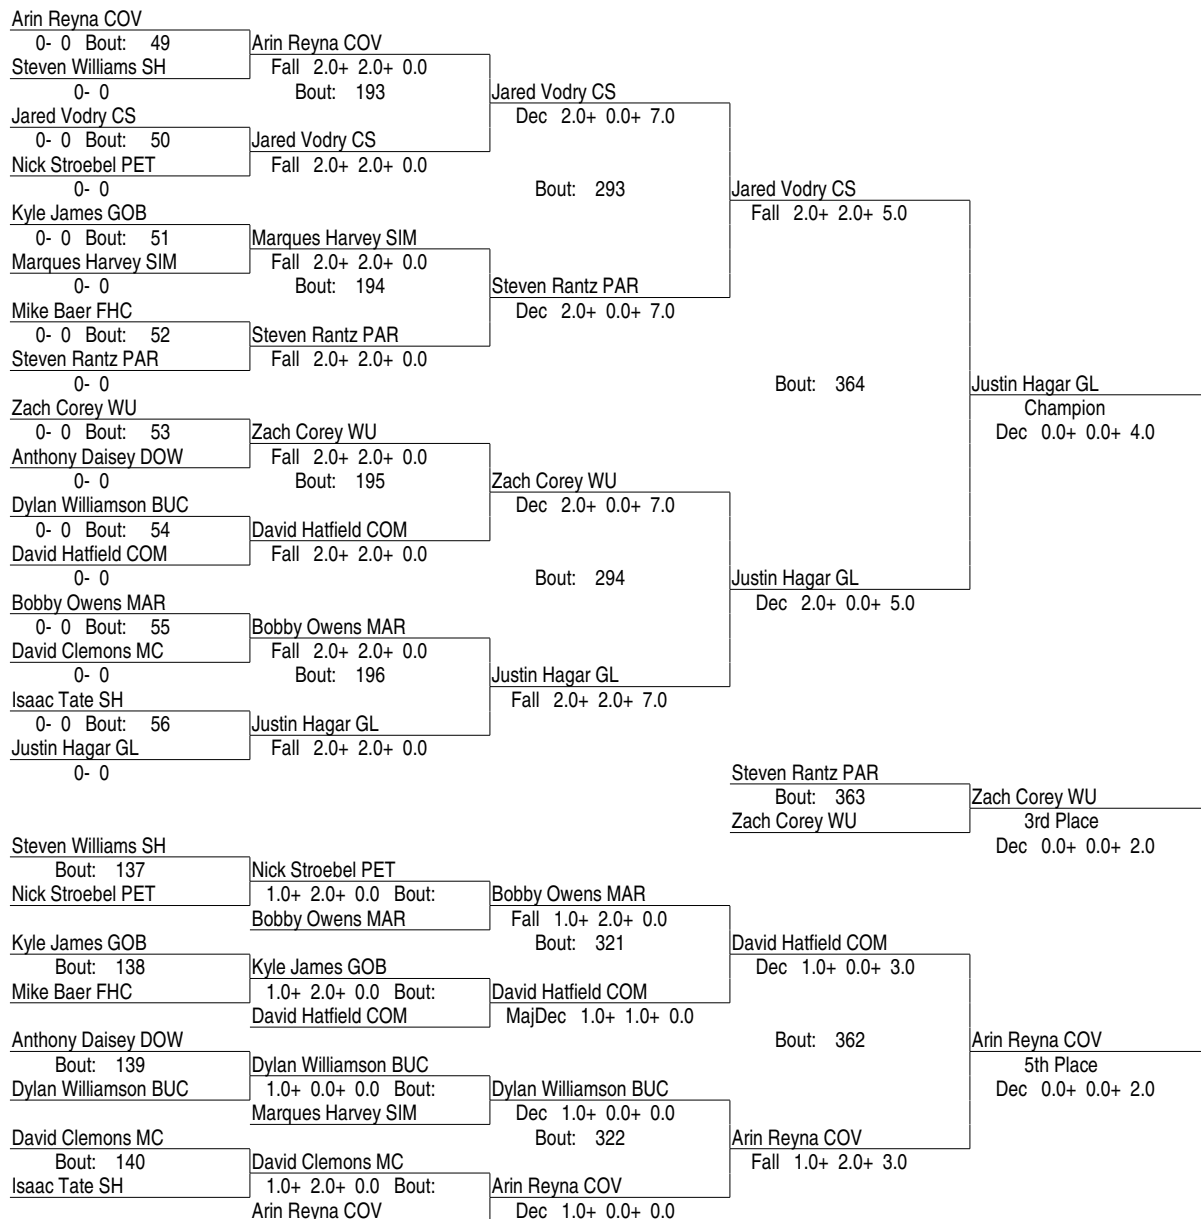 Arin Reyna COV
0- 0 Bout: 49 Arin Reyna COV
Steven Williams SH Fall 2.0+ 2.0+ 0.0
0- 0 Bout: 193 Jared Vodry CS
Jared Vodry CS Dec 2.0+ 0.0+ 7.0
0- 0 Bout: 50 Jared Vodry CS
Nick Stroebel PET Fall 2.0+ 2.0+ 0.0
0- 0 Bout: 293 Jared Vodry CS
Kyle James GOB Fall 2.0+ 2.0+ 5.0
0- 0 Bout: 51 Marques Harvey SIM
Marques Harvey SIM Fall 2.0+ 2.0+ 0.0
0- 0 Bout: 194 Steven Rantz PAR
Mike Baer FHC Dec 2.0+ 0.0+ 7.0
0- 0 Bout: 52 Steven Rantz PAR
Steven Rantz PAR Fall 2.0+ 2.0+ 0.0
0- 0 Bout: 364 Justin Hagar GL
Zach Corey WU Champion
0- 0 Bout: 53 Zach Corey WU Dec 0.0+ 0.0+ 4.0
Anthony Daisey DOW Fall 2.0+ 2.0+ 0.0
0- 0 Bout: 195 Zach Corey WU
Dylan Williamson BUC Dec 2.0+ 0.0+ 7.0
0- 0 Bout: 54 David Hatfield COM
David Hatfield COM Fall 2.0+ 2.0+ 0.0
0- 0 Bout: 294 Justin Hagar GL
Bobby Owens MAR Dec 2.0+ 0.0+ 5.0
0- 0 Bout: 55 Bobby Owens MAR
David Clemons MC Fall 2.0+ 2.0+ 0.0
0- 0 Bout: 196 Justin Hagar GL
Isaac Tate SH Fall 2.0+ 2.0+ 7.0
0- 0 Bout: 56 Justin Hagar GL
Justin Hagar GL Fall 2.0+ 2.0+ 0.0
0- 0 Steven Rantz PAR
Bout: 363 Zach Corey WU
Zach Corey WU 3rd Place
Steven Williams SH Dec 0.0+ 0.0+ 2.0
Bout: 137 Nick Stroebel PET
Nick Stroebel PET 1.0+ 2.0+ 0.0 Bout: Bobby Owens MAR
Bobby Owens MAR Fall 1.0+ 2.0+ 0.0
Kyle James GOB Bout: 321 David Hatfield COM
Bout: 138 Kyle James GOB Dec 1.0+ 0.0+ 3.0
Mike Baer FHC 1.0+ 2.0+ 0.0 Bout: David Hatfield COM
David Hatfield COM MajDec 1.0+ 1.0+ 0.0
Anthony Daisey DOW Bout: 362 Arin Reyna COV
Bout: 139 Dylan Williamson BUC 5th Place
Dylan Williamson BUC 1.0+ 0.0+ 0.0 Bout: Dylan Williamson BUC Dec 0.0+ 0.0+ 2.0
Marques Harvey SIM Dec 1.0+ 0.0+ 0.0
David Clemons MC Bout: 322 Arin Reyna COV
Bout: 140 David Clemons MC Fall 1.0+ 2.0+ 3.0
Isaac Tate SH 1.0+ 2.0+ 0.0 Bout: Arin Reyna COV
Arin Reyna COV Dec 1.0+ 0.0+ 0.0